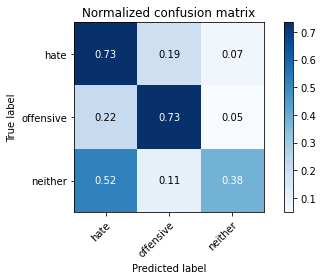 Normalized confusion matrix
True label
hate 0.73 0.19 0.07
offensive 0.22 0.73 0.05
neither 0.52 0.11 0.38
hate offensive neither
Predicted label
0.7
0.6
0.5
0.4
0.3
0.2
0.1